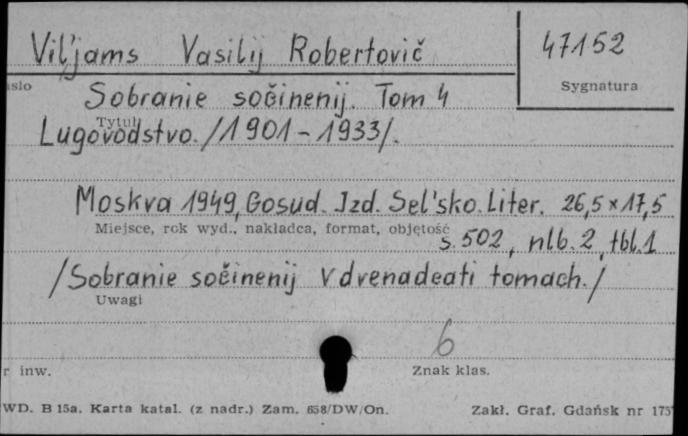 Vil'jams Vasilij Robertovič 47152
Sygnatura
Sobranie sočinenij. Tom 4
Tytuł
Lugovodstvo. /1901-1933/.
Moskva 1949, Gosud. Izd. Sel'sko. Liter. 26,5×17,5
Miejsce, rok wyd., nakładca, format, objętość
s. 502, nlb. 2, tbl. 1
/Sobranie sočinenij v dvenadcati tomach./
Uwagi
6
r inw. Znak klas.
WD. B 15a. Karta katal. (z nadr.) Zam. 658/DW/On. Zakł. Graf. Gdańsk nr 175